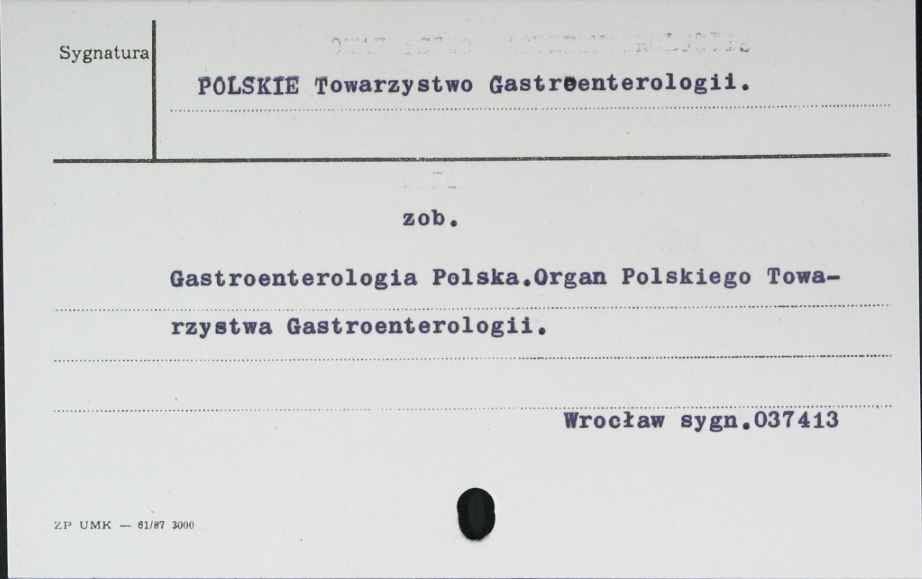 Sygnatura
POLSKIE Towarzystwo Gastroenterologii.
zob.
Gastroenterologia Polska.Organ Polskiego Towa-
rzystwa Gastroenterologii.
Wrocław sygn.037413
ZP UMK — 81/87 3000